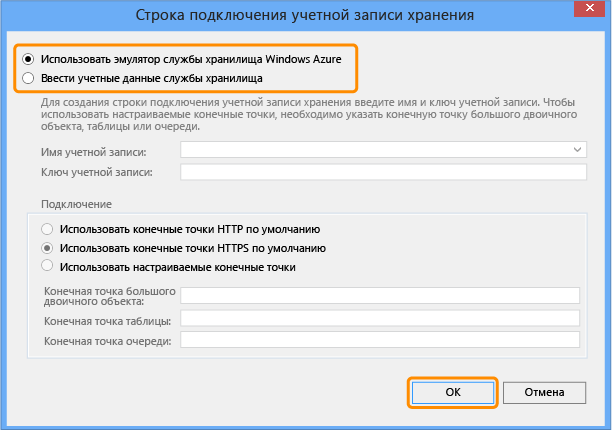 Строка подключения учетной записи хранения
Использовать эмулятор службы хранилища Windows Azure
Ввести учетные данные службы хранилища
Для создания строки подключения учетной записи хранения введите имя и ключ учетной записи. Чтобы
использовать настраиваемые конечные точки, необходимо указать конечную точку большого двоичного
объекта, таблицы или очереди.
Имя учетной записи:
Ключ учетной записи:
Подключение
Использовать конечные точки HTTP по умолчанию
Использовать конечные точки HTTPS по умолчанию
Использовать настраиваемые конечные точки
Конечная точка большого
двоичного объекта:
Конечная точка таблицы:
Конечная точка очереди:
ОК
Отмена